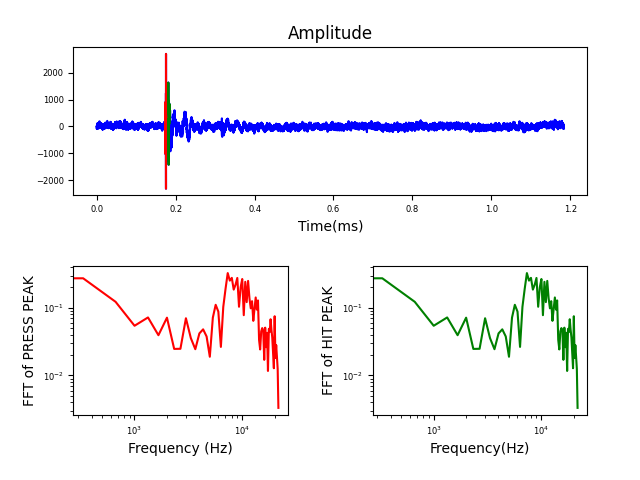 Amplitude
2000
1000
0
−1000
−2000
0.0 0.2 0.4 0.6 0.8 1.0 1.2
Time(ms)
FFT of PRESS PEAK
10⁻¹
10⁻²
10³ 10⁴
Frequency (Hz)
FFT of HIT PEAK
10⁻¹
10⁻²
10³ 10⁴
Frequency(Hz)